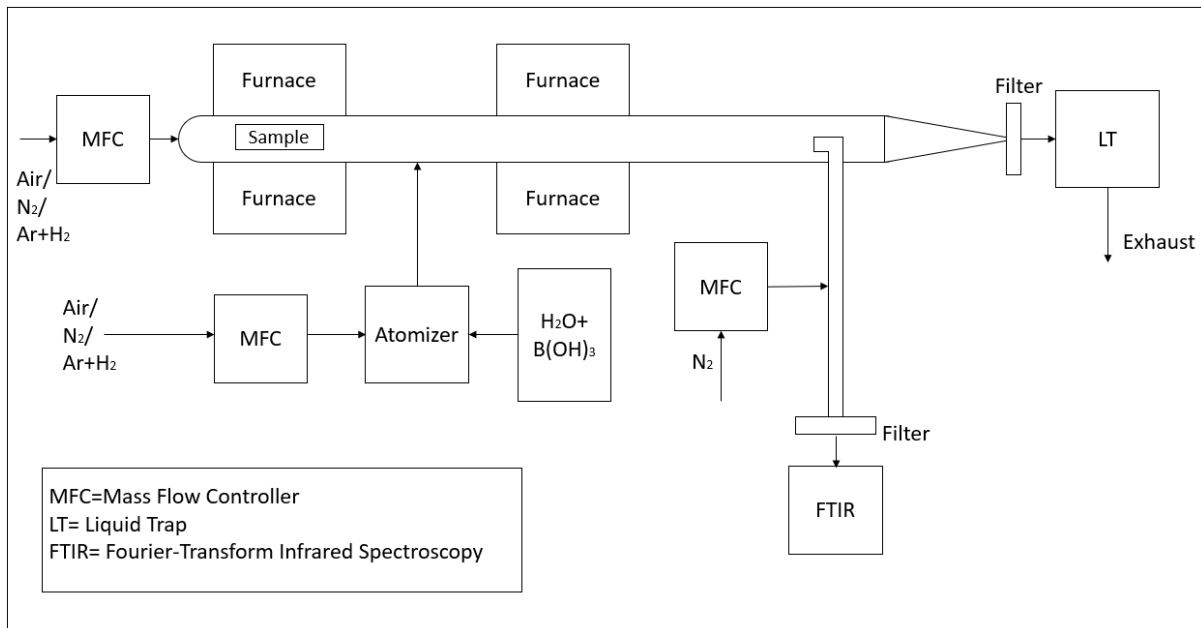 Furnace
Furnace
Filter
MFC
Sample
LT
Air/
N₂/
Ar+H₂
Furnace
Furnace
Exhaust
Air/
N₂/
Ar+H₂
MFC
Atomizer
H₂O+
B(OH)₃
MFC
N₂
Filter
FTIR
MFC=Mass Flow Controller
LT= Liquid Trap
FTIR= Fourier-Transform Infrared Spectroscopy